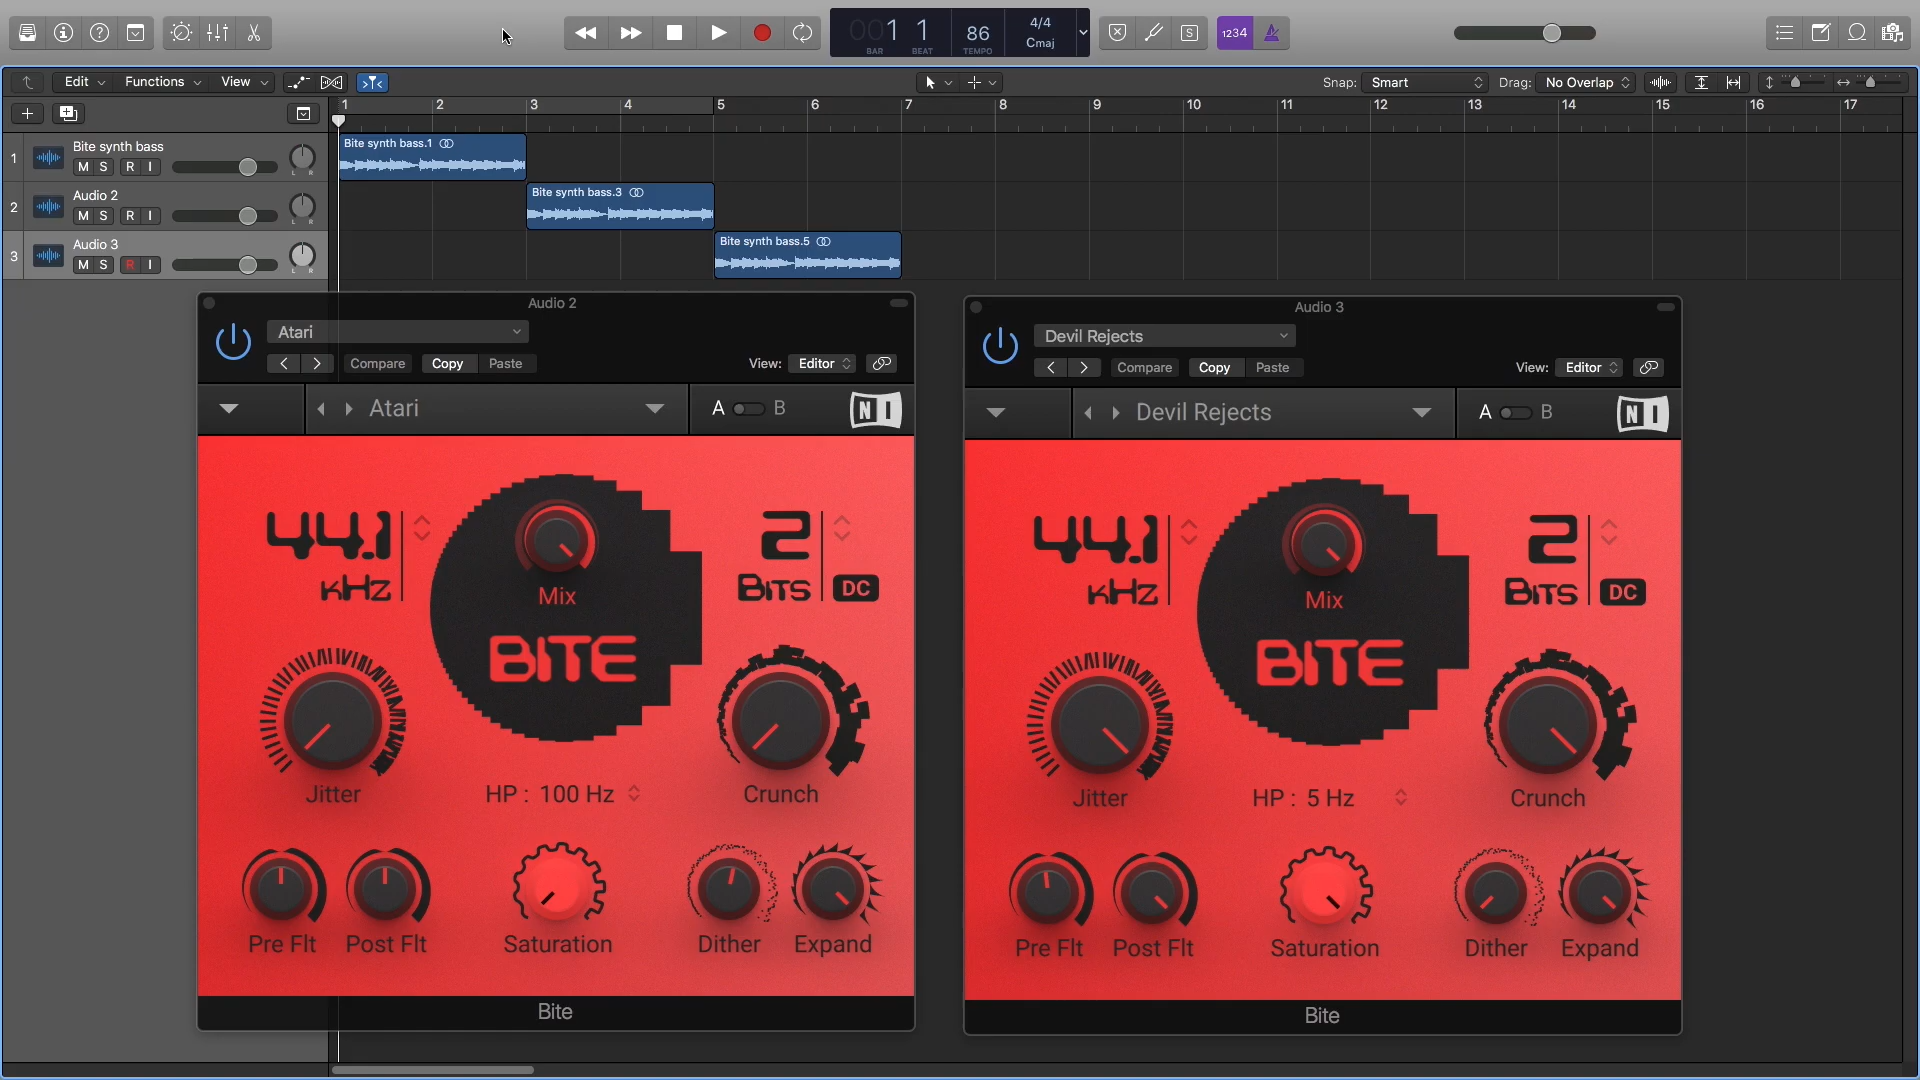 001 1
BAR BEAT
86
TEMPO
4/4
Cmaj
S
1234
Edit Functions View
Snap: Smart Drag: No Overlap
1 2 3 4 5 6 7 8 9 10 11 12 13 14 15 16 17
1 Bite synth bass
M S R I
L R
Bite synth bass.1
2 Audio 2
M S R I
L R
Bite synth bass.3
3 Audio 3
M S R I
L R
Bite synth bass.5
Audio 2
Atari
Compare Copy Paste View: Editor
Atari A B NI
44.1
kHz
Mix
BITE
2
BITS DC
Jitter
HP : 100 Hz
Crunch
Pre Flt Post Flt Saturation Dither Expand
Bite
Audio 3
Devil Rejects
Compare Copy Paste View: Editor
Devil Rejects A B NI
44.1
kHz
Mix
BITE
2
BITS DC
Jitter
HP : 5 Hz
Crunch
Pre Flt Post Flt Saturation Dither Expand
Bite